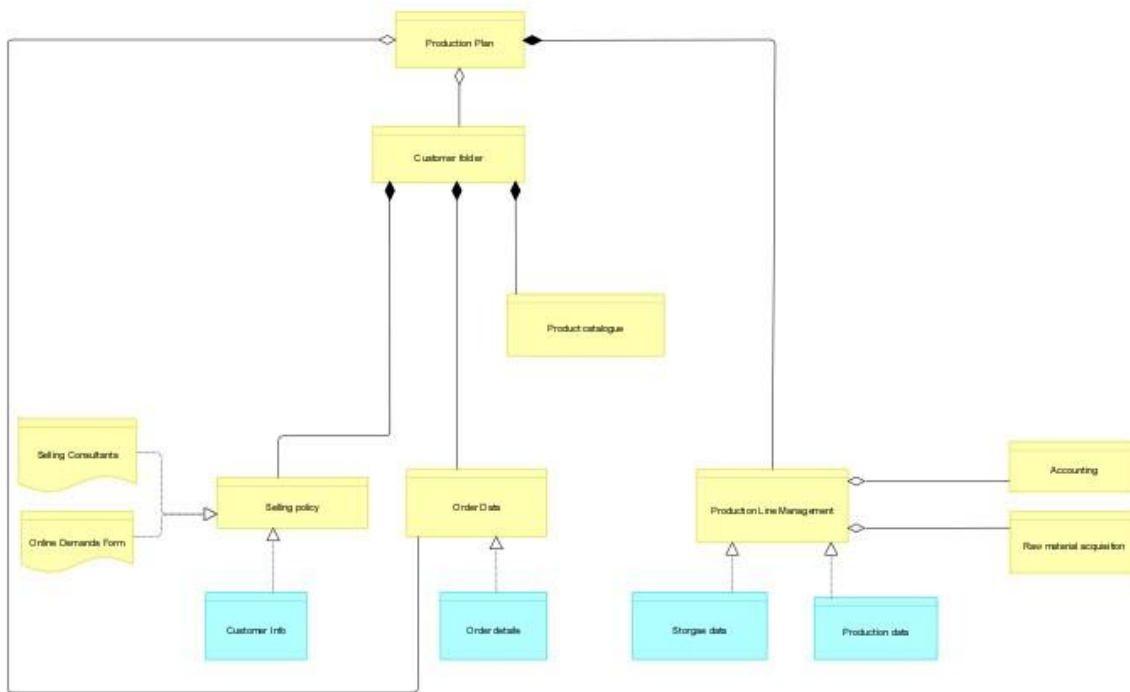 Production Plan
Customer folder
Product catalogue
Selling Consultants
Accounting
Selling policy
Order Data
Production Line Management
Online Demands Form
Raw material acquisition
Customer Info
Order details
Storgae data
Production data